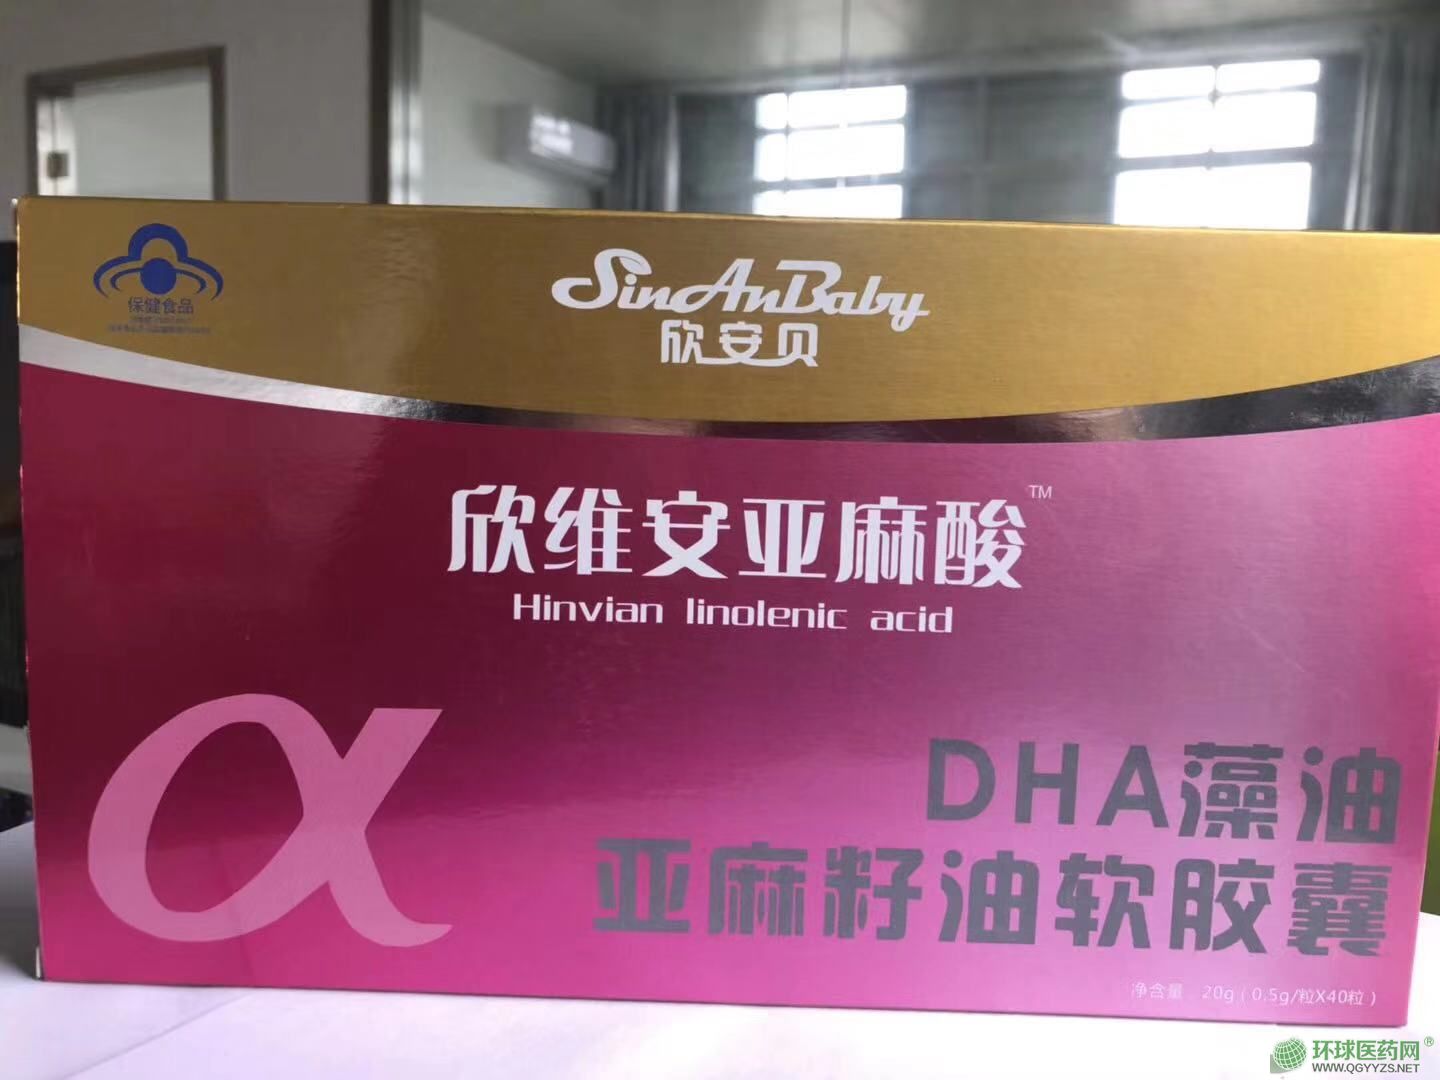 保健食品
SinAnBaby
欣安贝
欣维安亚麻酸™
Hinvian linolenic acid
α
DHA藻油
亚麻籽油软胶囊
净含量 20g(0.5g/粒X40粒)
环球医药网®
WWW.QGYYZS.NET